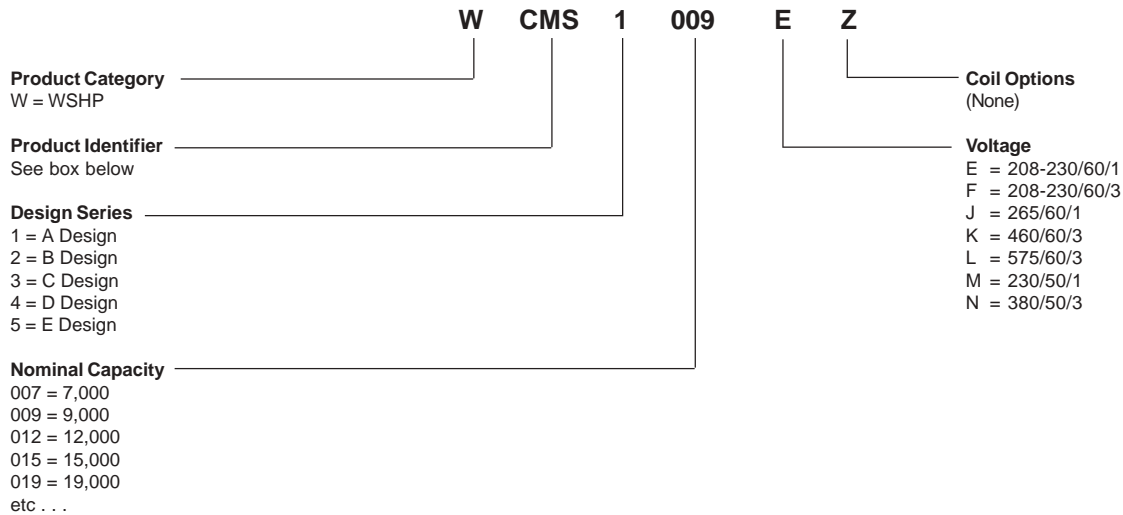 W CMS 1 009 E Z
Product Category
W = WSHP
Product Identifier
See box below
Design Series
1 = A Design
2 = B Design
3 = C Design
4 = D Design
5 = E Design
Nominal Capacity
007 = 7,000
009 = 9,000
012 = 12,000
015 = 15,000
019 = 19,000
etc . . .
Coil Options
(None)
Voltage
E = 208-230/60/1
F = 208-230/60/3
J = 265/60/1
K = 460/60/3
L = 575/60/3
M = 230/50/1
N = 380/50/3